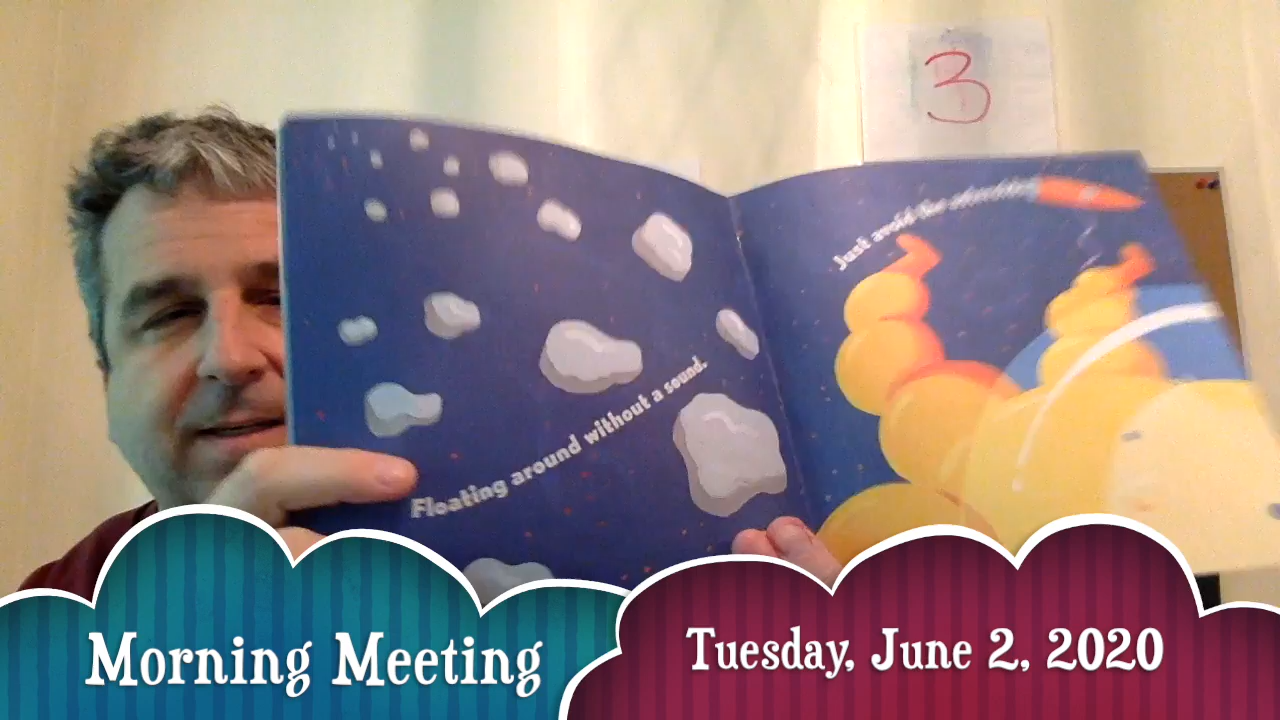 3
Floating around without a sound.
Just avoid the
Morning Meeting
Tuesday, June 2, 2020